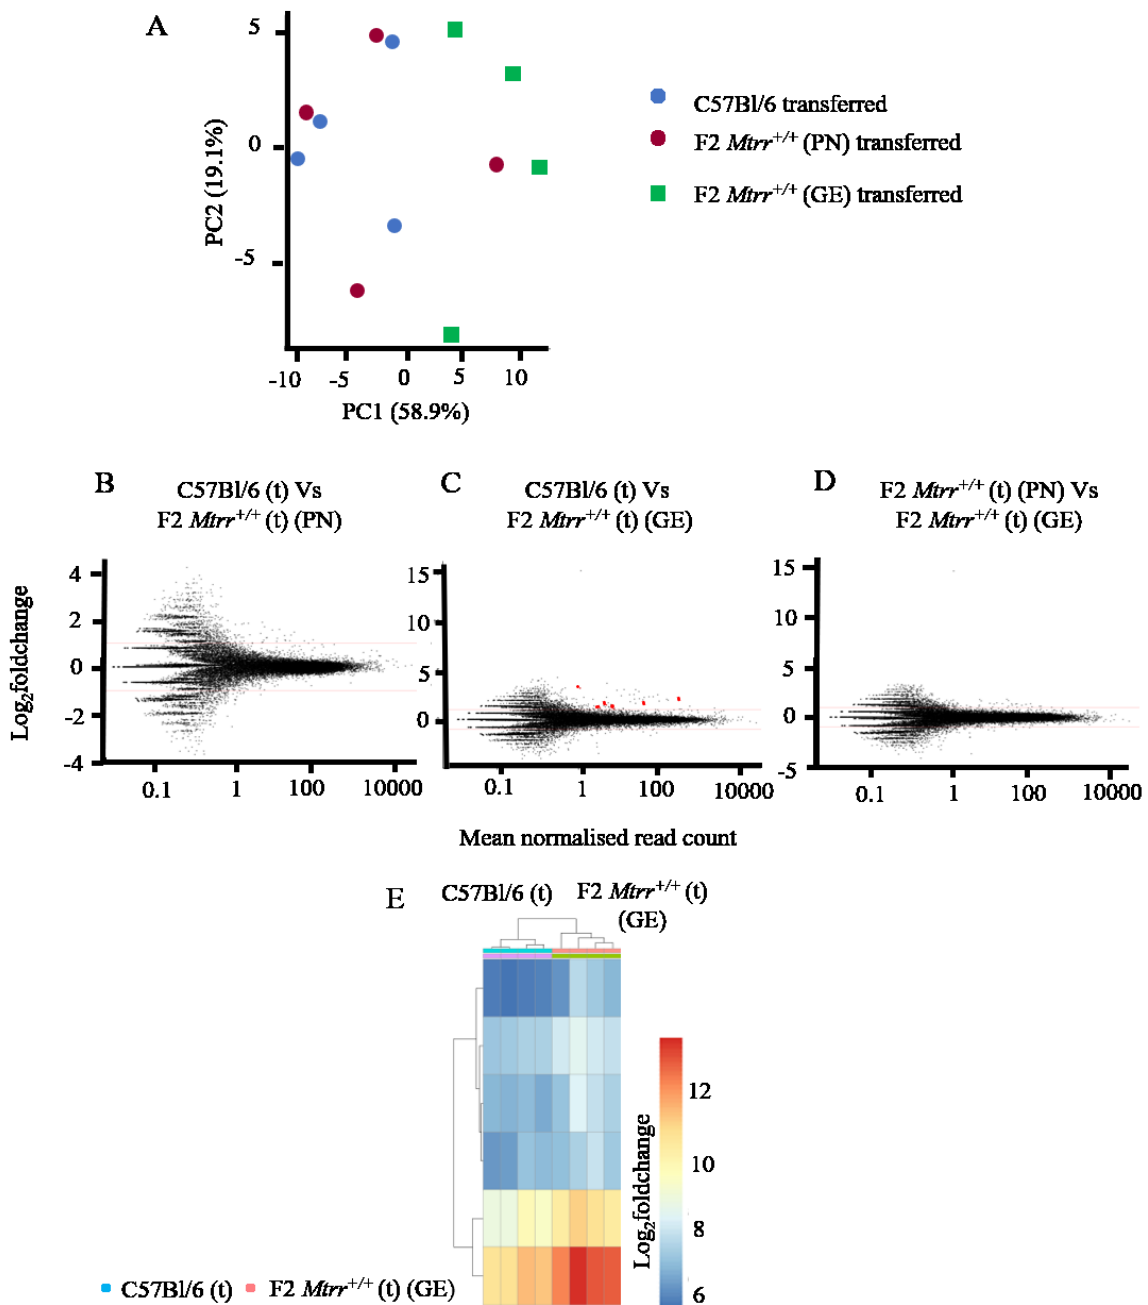 A
5
0
-5
PC2 (19.1%)
-10 -5 0 5 10
PC1 (58.9%)
C57Bl/6 transferred
F2 Mtrr+/+ (PN) transferred
F2 Mtrr+/+ (GE) transferred
B
C57Bl/6 (t) Vs
F2 Mtrr+/+ (t) (PN)
C
C57Bl/6 (t) Vs
F2 Mtrr+/+ (t) (GE)
D
F2 Mtrr+/+ (t) (PN) Vs
F2 Mtrr+/+ (t) (GE)
Log2foldchange
4
2
0
-2
-4
0.1 1 100 10000
15
10
5
0
0.1 1 100 10000
15
10
5
0
-5
0.1 1 100 10000
Mean normalised read count
E
C57Bl/6 (t)
F2 Mtrr+/+ (t)
(GE)
Log2foldchange
12
10
8
6
C57Bl/6 (t)
F2 Mtrr+/+ (t) (GE)